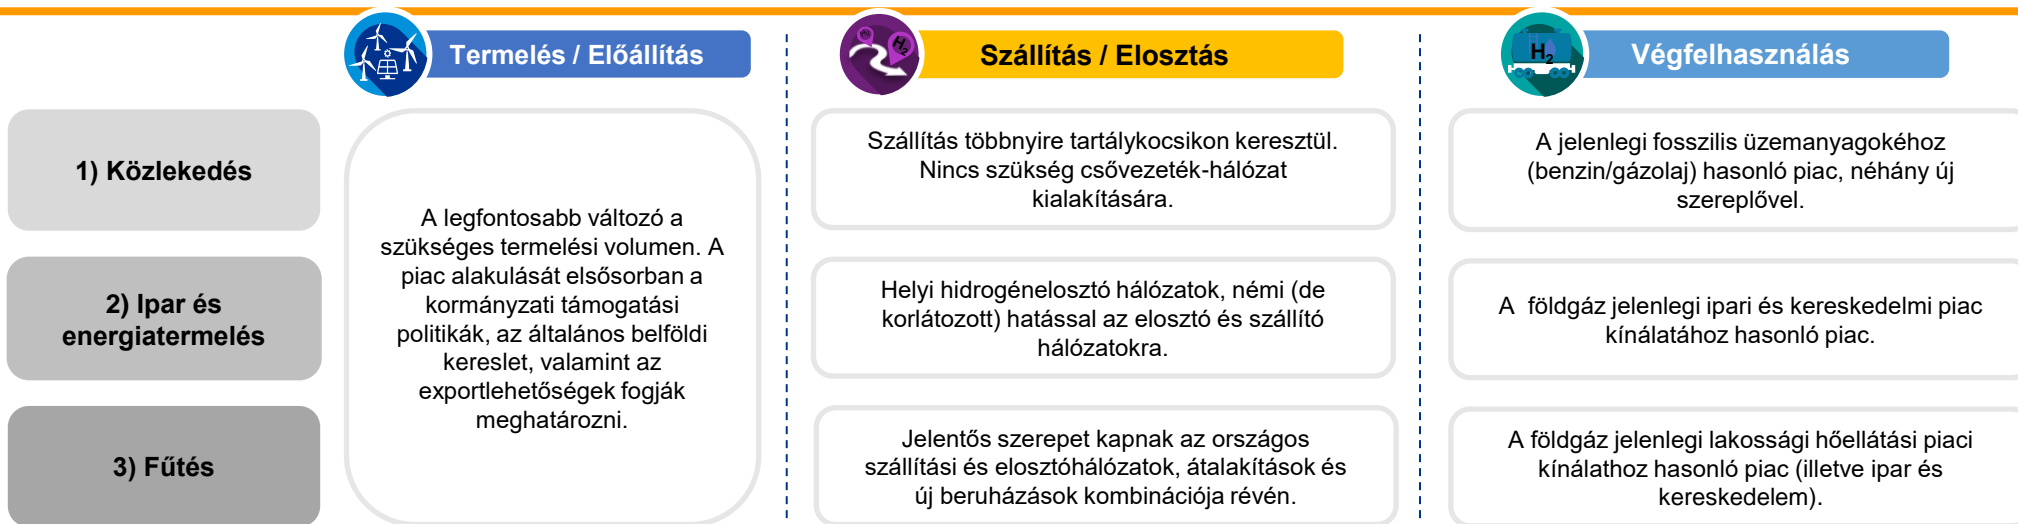 Termelés / Előállítás
Szállítás / Elosztás
H₂
Végfelhasználás
H₂
1) Közlekedés
2) Ipar és
energiatermelés
3) Fűtés
A legfontosabb változó a
szükséges termelési volumen. A
piac alakulását elsősorban a
kormányzati támogatási
politikák, az általános belföldi
kereslet, valamint az
exportlehetőségek fogják
meghatározni.
Szállítás többnyire tartálykocsikon keresztül.
Nincs szükség csővezeték-hálózat
kialakítására.
Helyi hidrogénelosztó hálózatok, némi (de
korlátozott) hatással az elosztó és szállító
hálózatokra.
Jelentős szerepet kapnak az országos
szállítási és elosztóhálózatok, átalakítások és
új beruházások kombinációja révén.
A jelenlegi fosszilis üzemanyagokéhoz
(benzin/gázolaj) hasonló piac, néhány új
szereplővel.
A  földgáz jelenlegi ipari és kereskedelmi piac
kínálatához hasonló piac.
A földgáz jelenlegi lakossági hőellátási piaci
kínálathoz hasonló piac (illetve ipar és
kereskedelem).